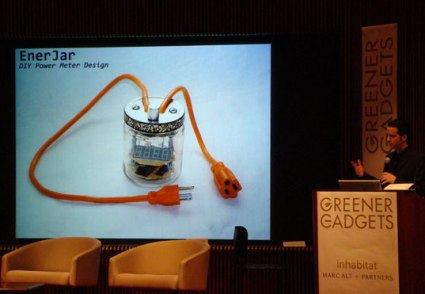 EnerJar
DIY Power Meter Design
GREENER
GADGETS
GREENER
GADGETS
inhabitat
MARC ALT + PARTNERS